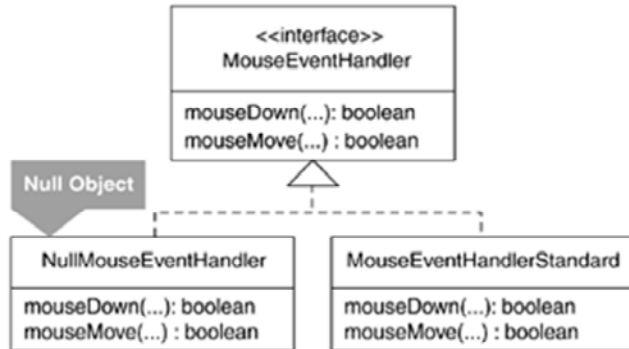 <<interface>>
MouseEventHandler
mouseDown(...): boolean
mouseMove(...) : boolean
Null Object
NullMouseEventHandler
mouseDown(...): boolean
mouseMove(...) : boolean
MouseEventHandlerStandard
mouseDown(...): boolean
mouseMove(...) : boolean